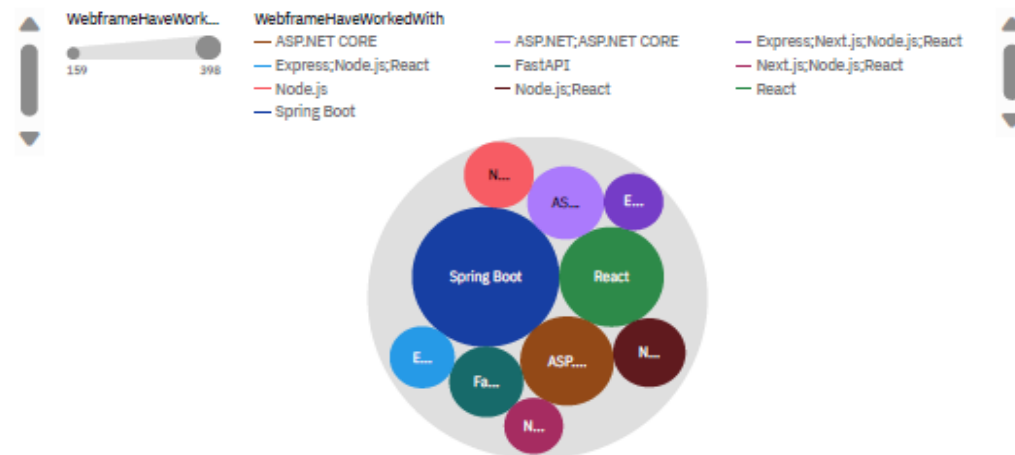 WebframeHaveWork...
159
398
WebframeHaveWorkedWith
ASP.NET CORE
ASP.NET;ASP.NET CORE
Express;Next.js;Node.js;React
Express;Node.js;React
FastAPI
Next.js;Node.js;React
Node.js
Node.js;React
React
Spring Boot
N...
AS...
E...
Spring Boot
React
E...
Fa...
ASP....
N...
N...